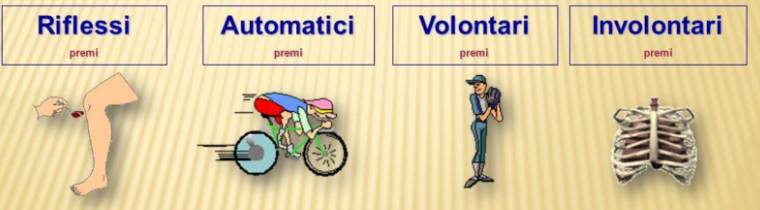 Riflessi
premi
Automatici
premi
Volontari
premi
Involontari
premi